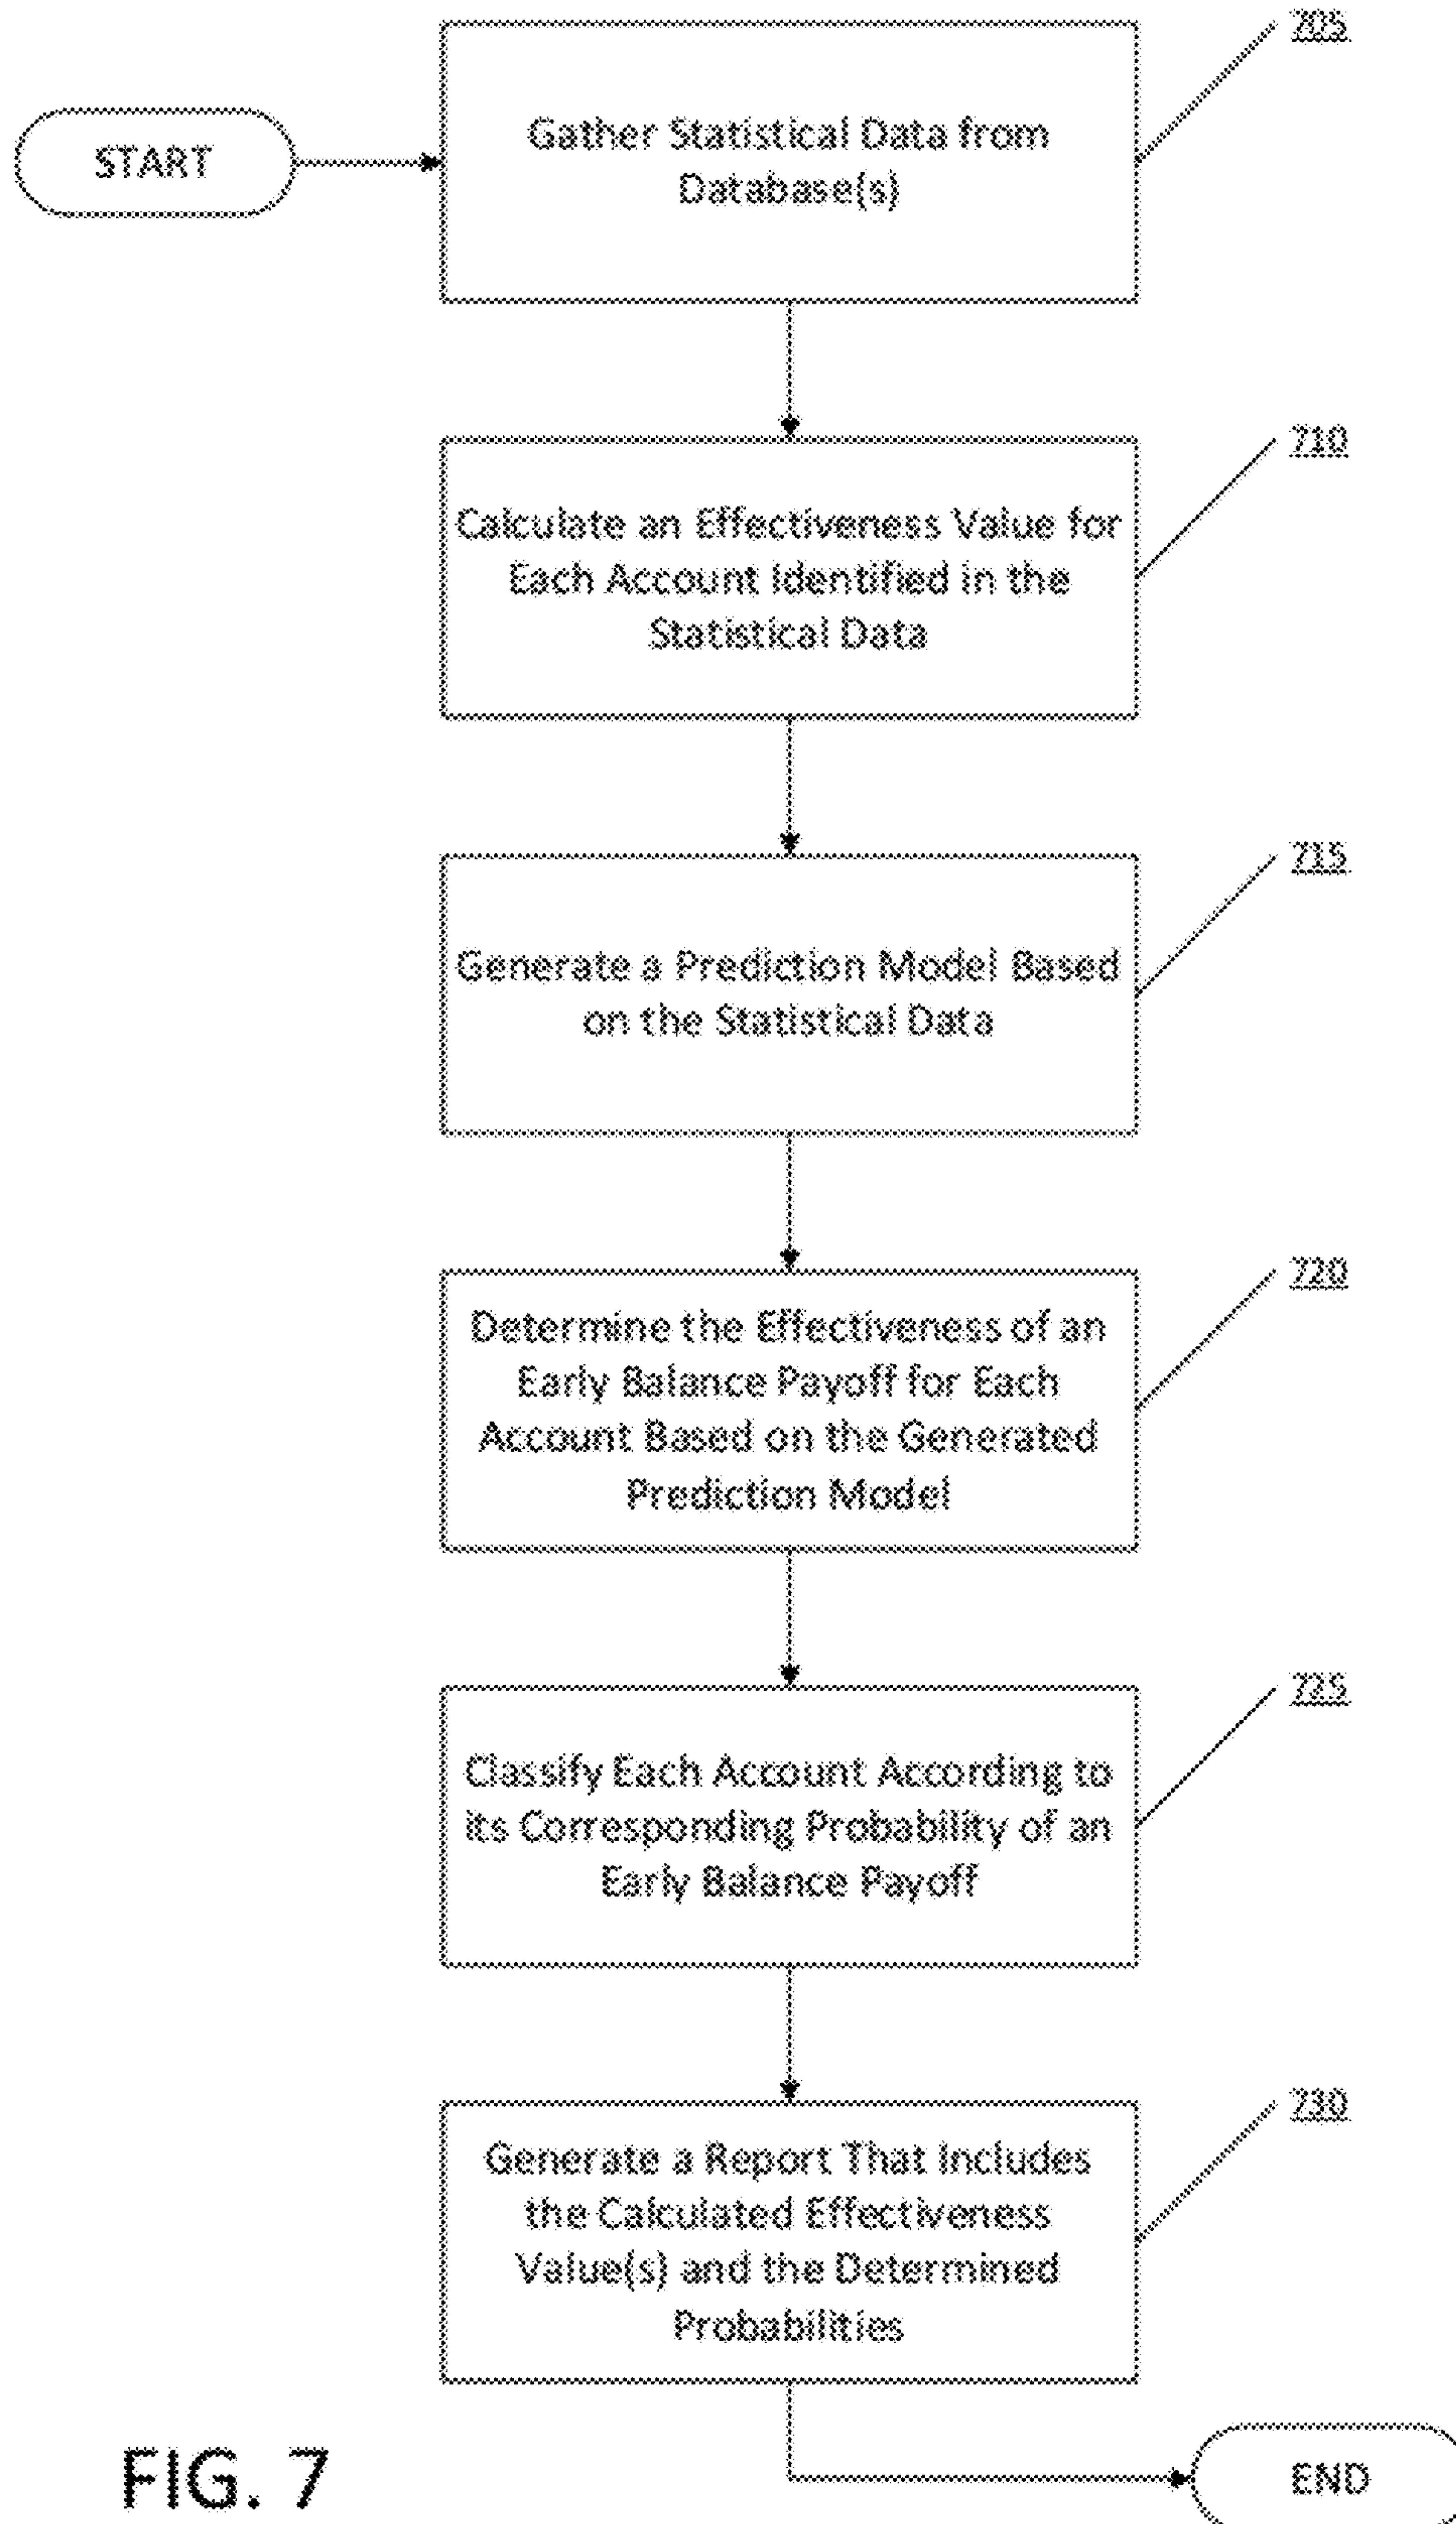 705
START
Gather Statistical Data from
Database(s)
710
Calculate an Effectiveness Value for
Each Account Identified in the
Statistical Data
715
Generate a Prediction Model Based
on the Statistical Data
720
Determine the Effectiveness of an
Early Balance Payoff for Each
Account Based on the Generated
Prediction Model
725
Classify Each Account According to
its Corresponding Probability of an
Early Balance Payoff
730
Generate a Report That Includes
the Calculated Effectiveness
Value(s) and the Determined
Probabilities
FIG. 7
END